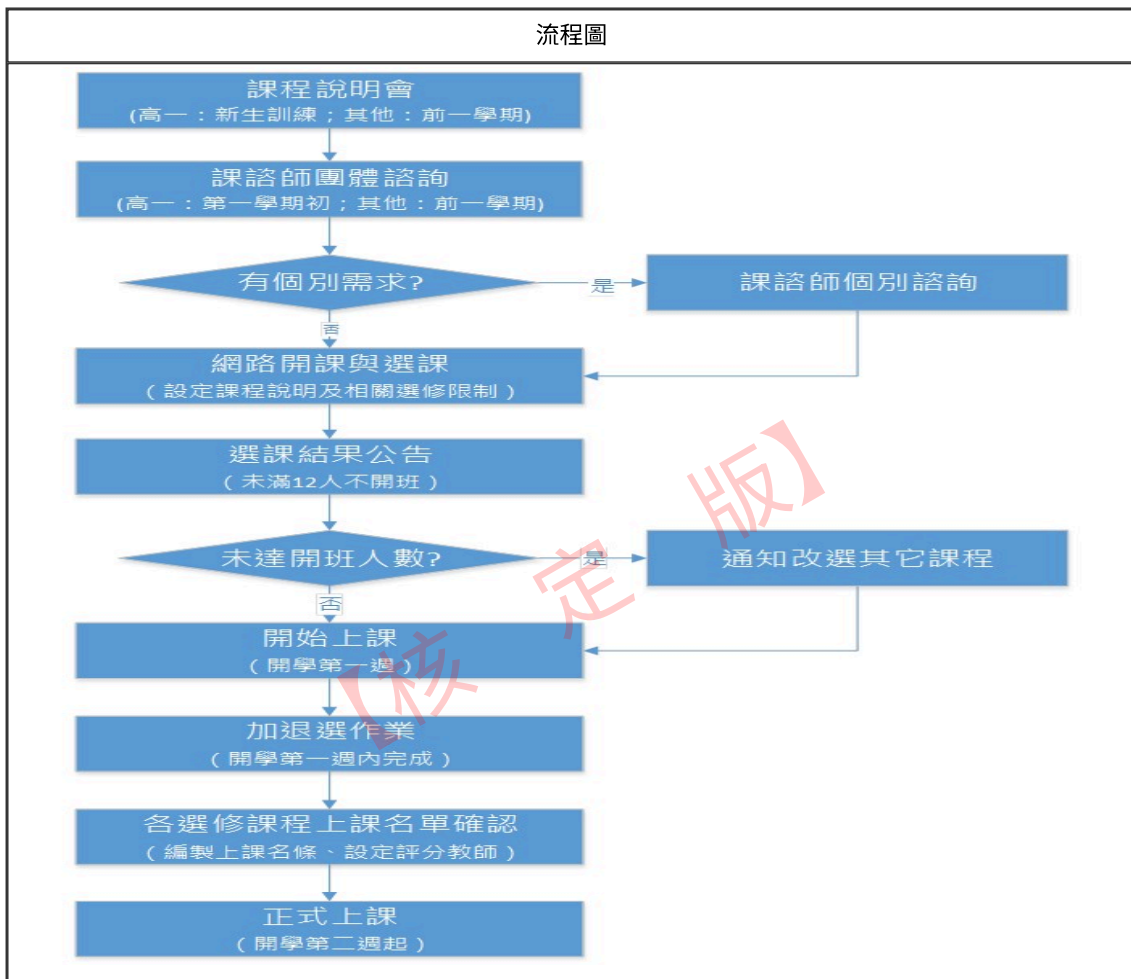 流程圖
課程說明會
(高一：新生訓練；其他：前一學期)
課諮師團體諮詢
(高一：第一學期初；其他：前一學期)
有個別需求?
是
課諮師個別諮詢
否
網路開課與選課
（設定課程說明及相關選修限制）
選課結果公告
（未滿12人不開班）
未達開班人數?
是
通知改選其它課程
否
開始上課
（開學第一週）
加退選作業
（開學第一週內完成）
各選修課程上課名單確認
（編製上課名條、設定評分教師）
正式上課
（開學第二週起）
【核定版】